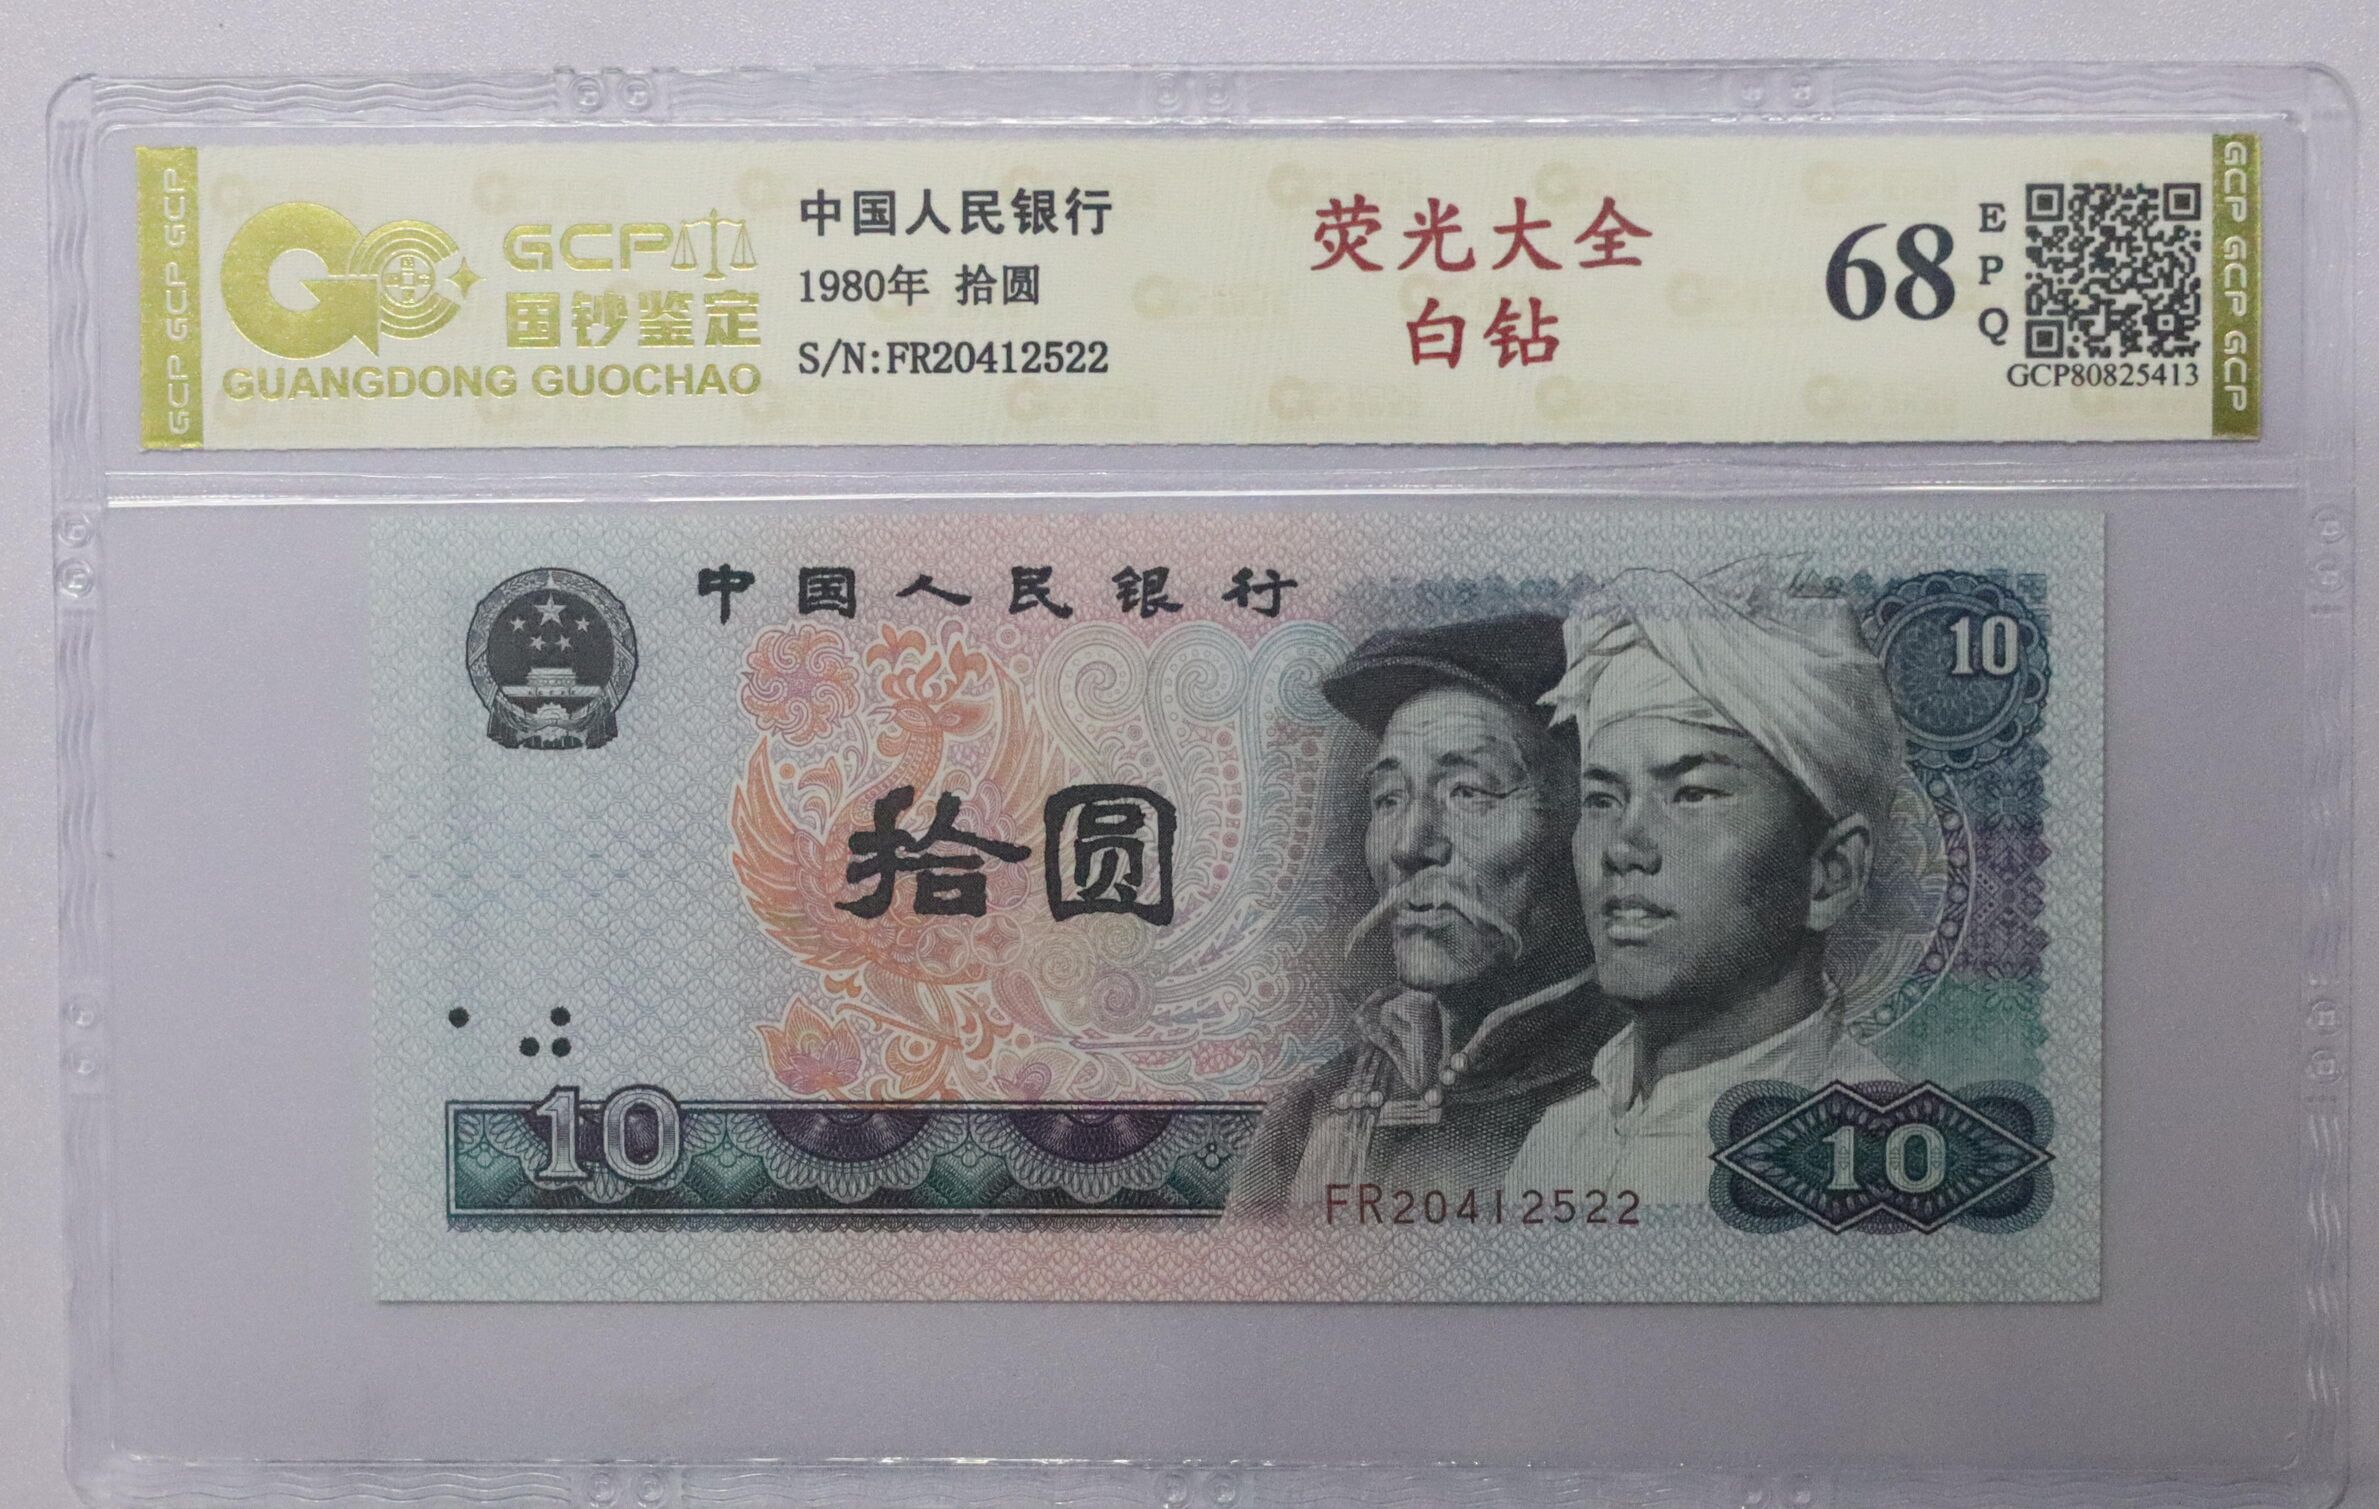 GCP GCP GCP
GCP
国钞鉴定
GUANGDONG GUOCHAO
中国人民银行
1980年 拾圆
S/N:FR20412522
荧光大全
白钻
68
EPQ
GCP80825413
GCP GCP GCP
中国人民银行
10
拾圆
10
10
FR20412522